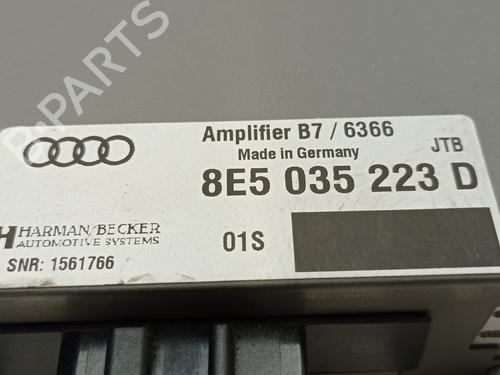 B-PARTS
Amplifier B7 / 6366
Made in Germany
JTB
8E5 035 223 D
HARMAN/BECKER
AUTOMOTIVE SYSTEMS
01S
SNR: 1561766